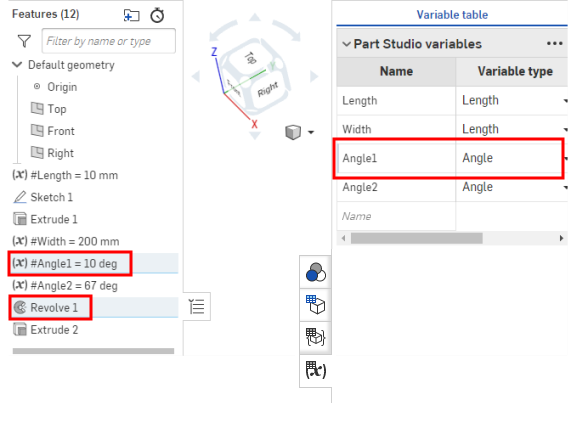 Features (12)
Filter by name or type
Default geometry
Origin
Top
Front
Right
(x) #Length = 10 mm
Sketch 1
Extrude 1
(x) #Width = 200 mm
(x) #Angle1 = 10 deg
(x) #Angle2 = 67 deg
Revolve 1
Extrude 2
Z
Top
Right
X
Variable table
Part Studio variables
Name Variable type
Length Length
Width Length
Angle1 Angle
Angle2 Angle
Name
(x)